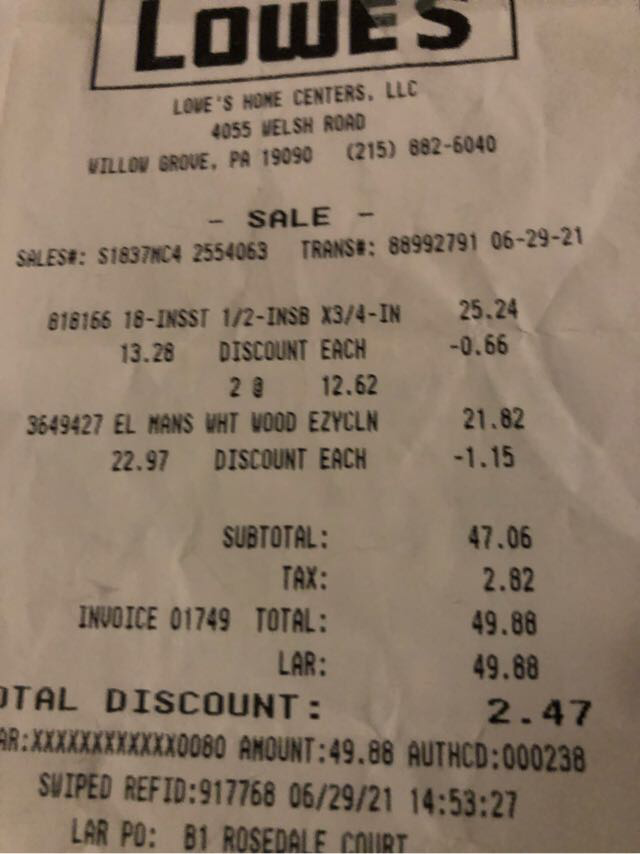 LOWE'S
LOWE'S HOME CENTERS, LLC
4055 WELSH ROAD
WILLOW GROVE, PA 19090 (215) 882-6040
- SALE -
SALES#: S1837MC4 2554063 TRANS#: 88992791 06-29-21
818166 18-INSST 1/2-INSB X3/4-IN 25.24
13.28 DISCOUNT EACH -0.66
2 @ 12.62
3649427 EL MANS WHT WOOD EZYCLN 21.82
22.97 DISCOUNT EACH -1.15
SUBTOTAL: 47.06
TAX: 2.82
INVOICE 01749 TOTAL: 49.88
LAR: 49.88
OTAL DISCOUNT: 2.47
AR:XXXXXXXXXXXX0080 AMOUNT:49.88 AUTHCD:000238
SWIPED REFID:917768 06/29/21 14:53:27
LAR PO: 81 ROSEDALE COURT